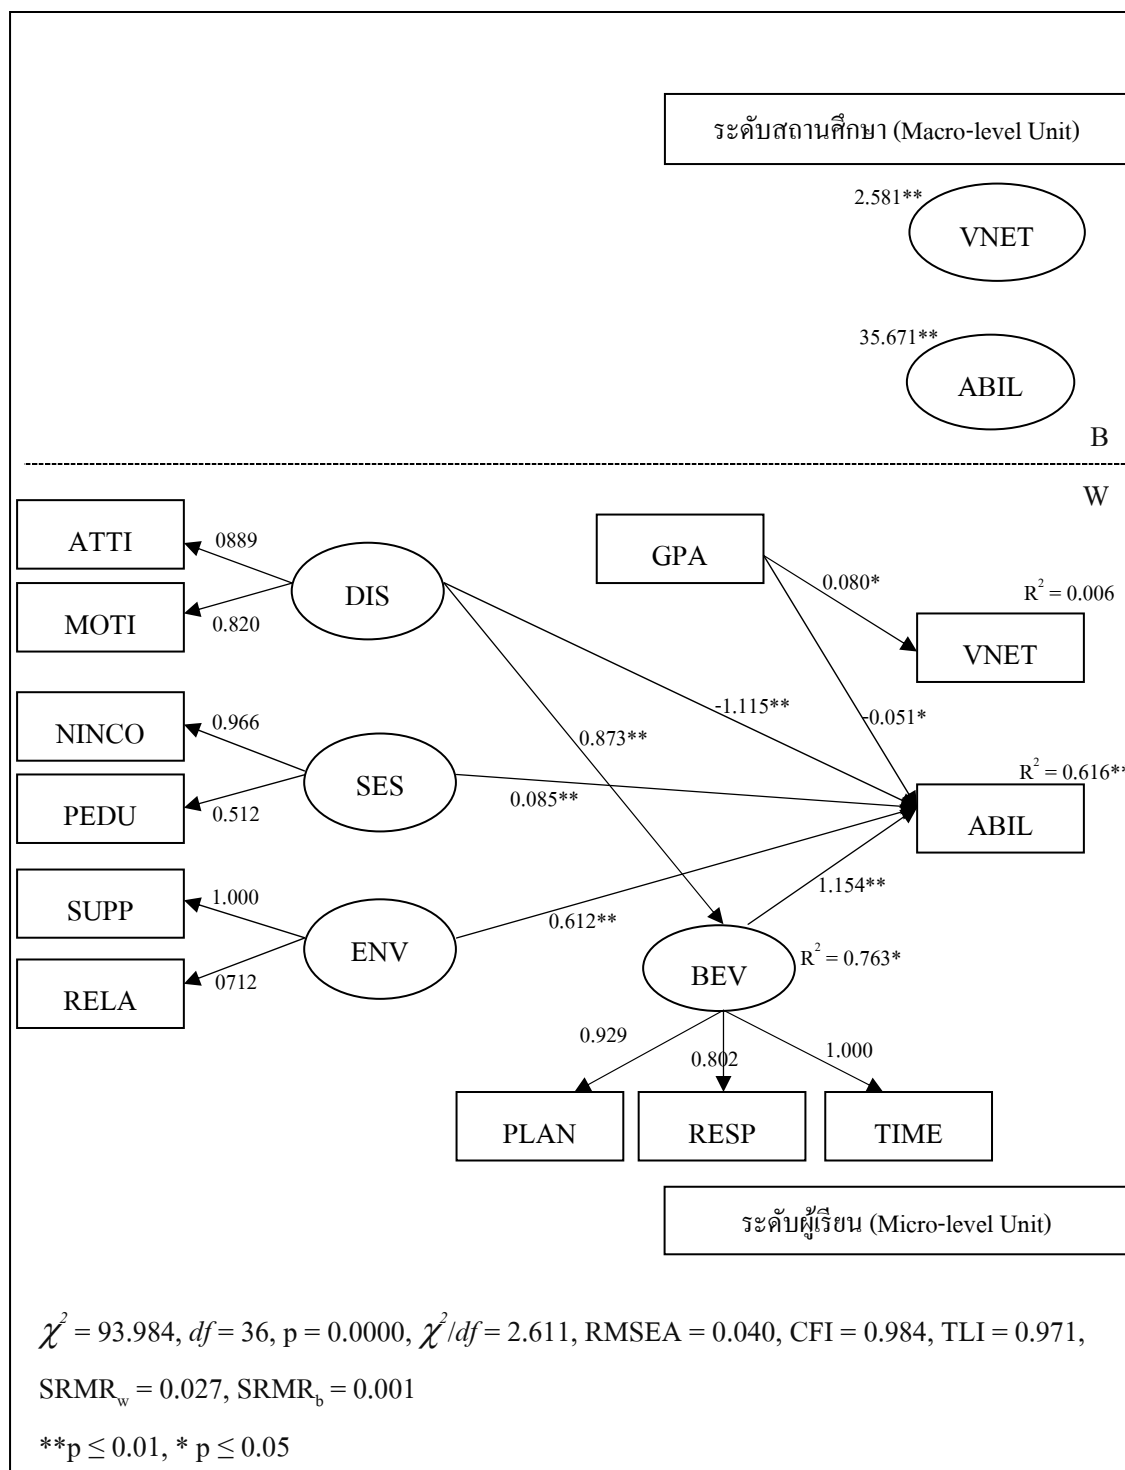 ระดับสถานศึกษา (Macro-level Unit)
2.581**
VNET
35.671**
ABIL
B
W
ATTI
0889
DIS
MOTI
0.820
GPA
0.080*
R² = 0.006
VNET
-1.115**
-0.051*
0.873**
NINCO
0.966
SES
PEDU
0.512
0.085**
R² = 0.616**
ABIL
SUPP
1.000
ENV
RELA
0712
0.612**
1.154**
BEV
R² = 0.763*
0.929
0.802
1.000
PLAN
RESP
TIME
ระดับผู้เรียน (Micro-level Unit)
χ² = 93.984, df = 36, p = 0.0000, χ²/df = 2.611, RMSEA = 0.040, CFI = 0.984, TLI = 0.971,
SRMR_w = 0.027, SRMR_b = 0.001
**p ≤ 0.01, * p ≤ 0.05